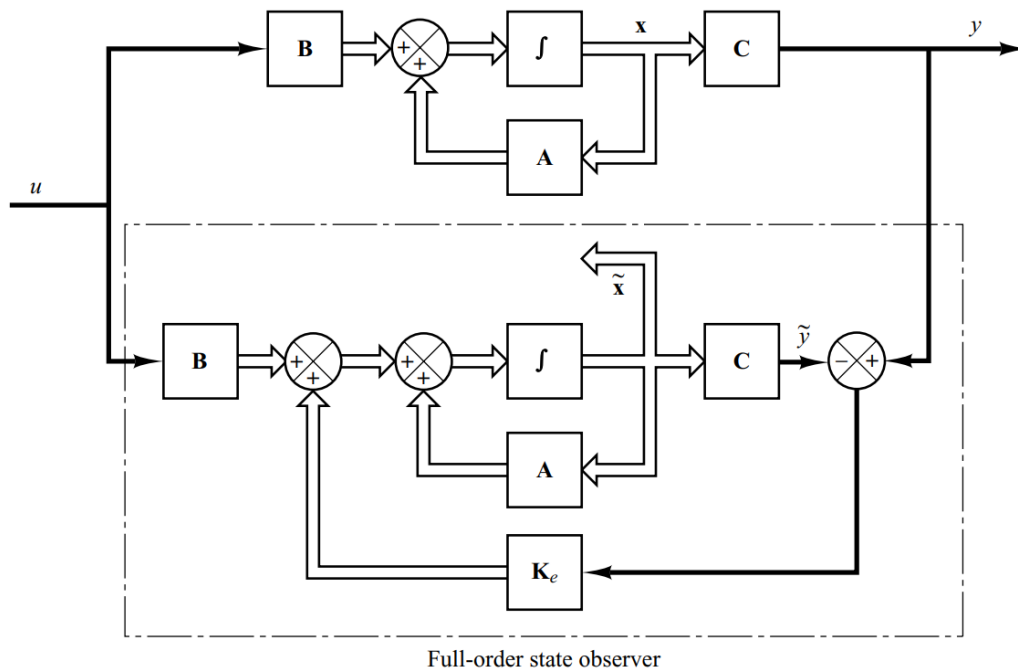 B
+
+
∫
x
C
y
A
u
x̃
B
+
+
+
+
∫
C
ỹ
−
+
A
Kₑ
Full-order state observer